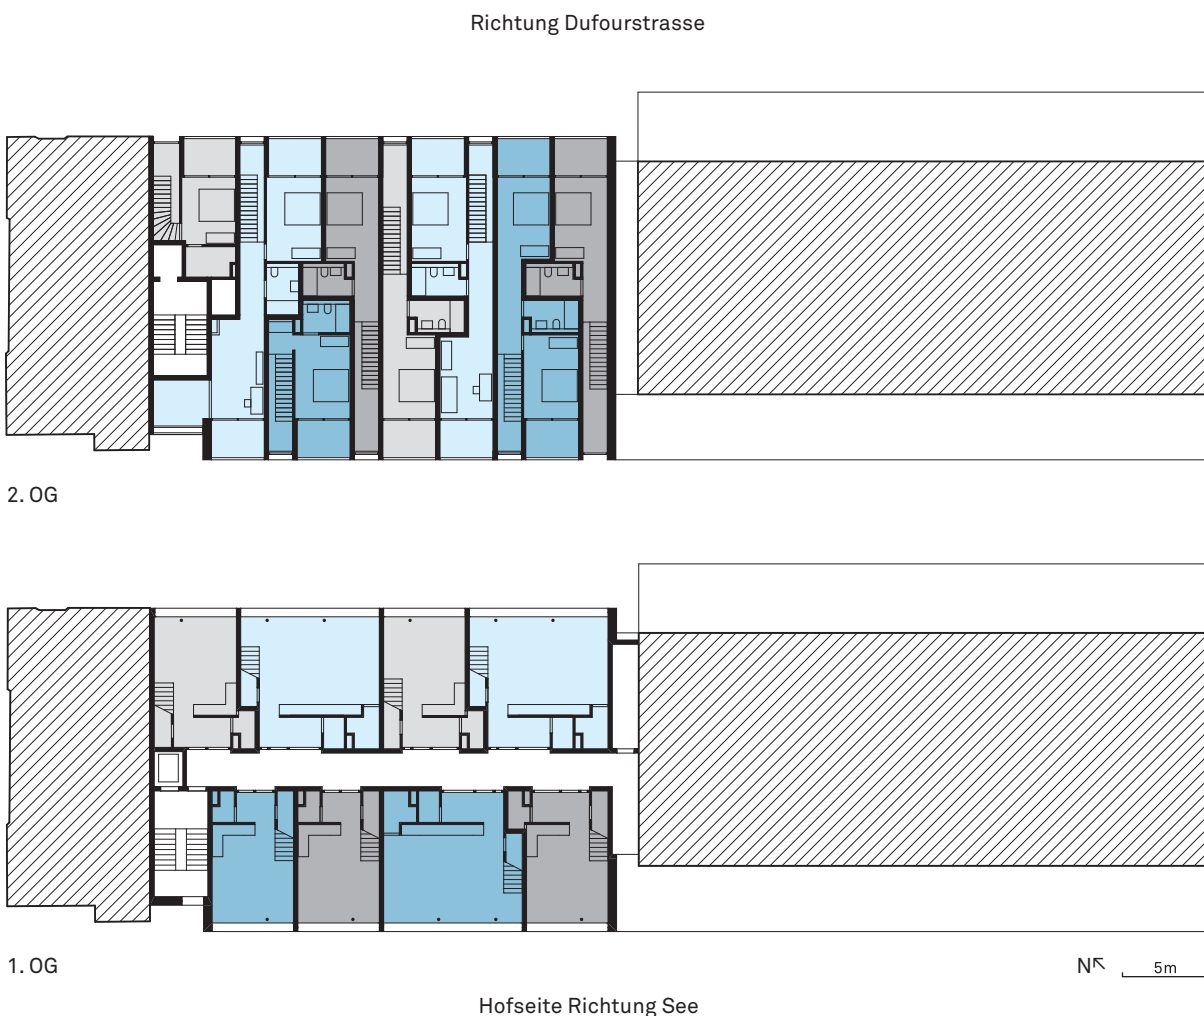 Richtung Dufourstrasse
2. OG
1. OG
N 5m
Hofseite Richtung See